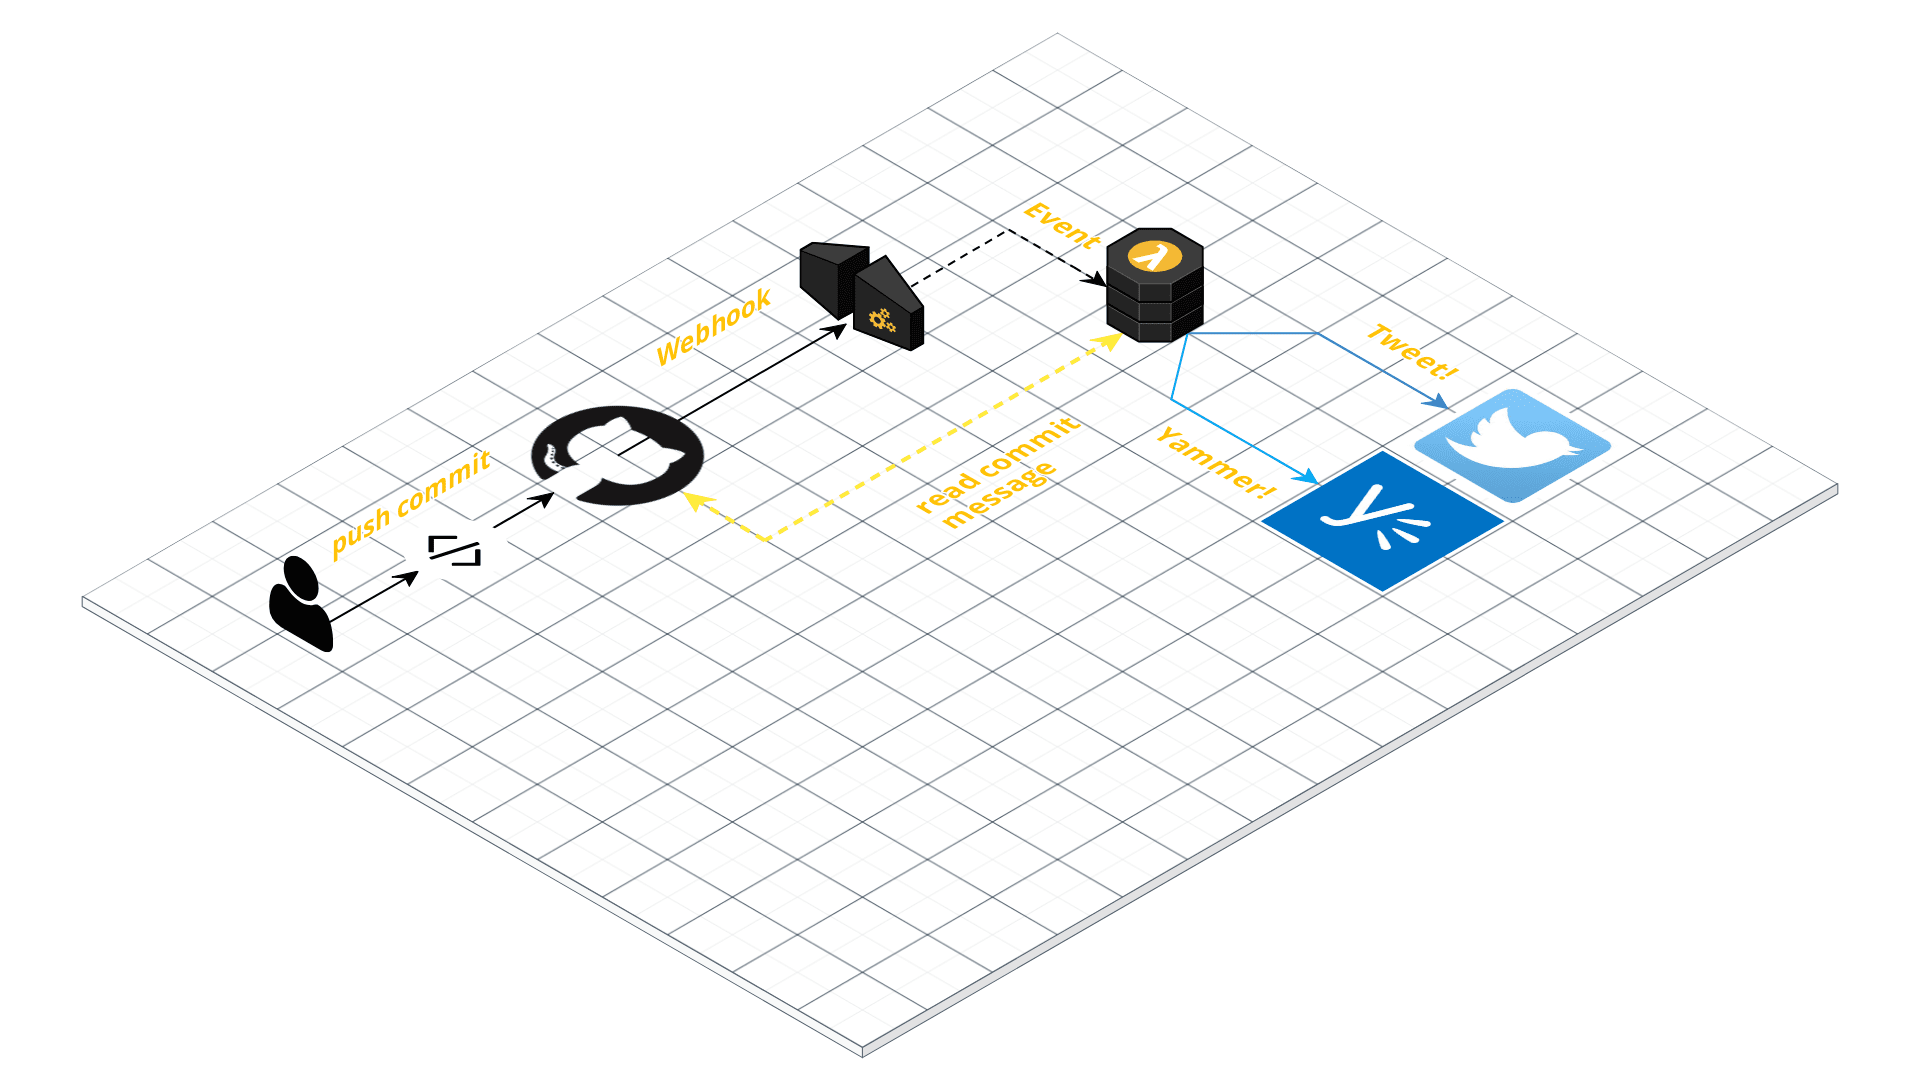 push commit
Webhook
Event
read commit
message
Tweet!
Yammer!